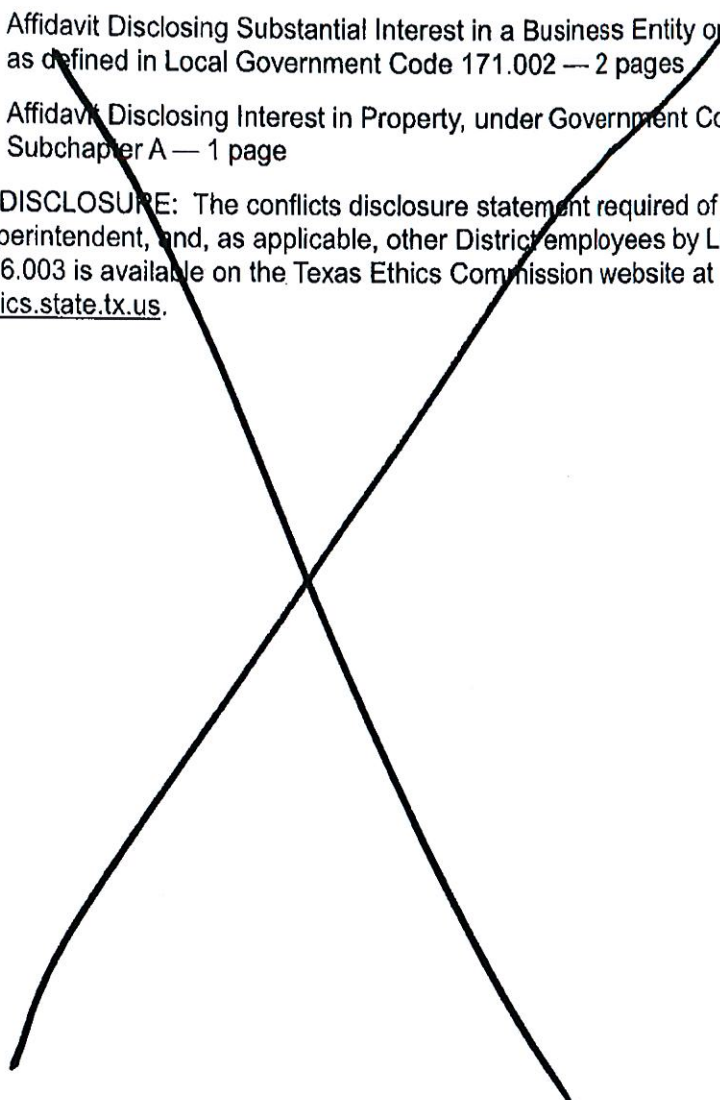 Affidavit Disclosing Substantial Interest in a Business Entity o
as defined in Local Government Code 171.002 — 2 pages
Affidavit Disclosing Interest in Property, under Government Co
Subchapter A — 1 page
DISCLOSURE: The conflicts disclosure statement required of
perintendent, and, as applicable, other District employees by L
6.003 is available on the Texas Ethics Commission website at
ics.state.tx.us.